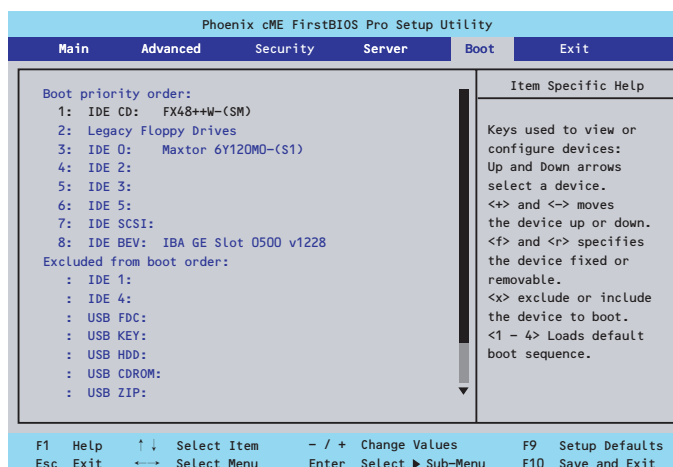 Phoenix cME FirstBIOS Pro Setup Utility
Main Advanced Security Server Boot Exit
Boot priority order:
1: IDE CD: FX48++W-(SM)
2: Legacy Floppy Drives
3: IDE 0: Maxtor 6Y120M0-(S1)
4: IDE 2:
5: IDE 3:
6: IDE 5:
7: IDE SCSI:
8: IDE BEV: IBA GE Slot 0500 v1228
Excluded from boot order:
: IDE 1:
: IDE 4:
: USB FDC:
: USB KEY:
: USB HDD:
: USB CDROM:
: USB ZIP:
Item Specific Help
Keys used to view or
configure devices:
Up and Down arrows
select a device.
<+> and <-> moves
the device up or down.
<f> and <r> specifies
the device fixed or
removable.
<x> exclude or include
the device to boot.
<1 - 4> Loads default
boot sequence.
F1 Help ↑↓ Select Item - / + Change Values F9 Setup Defaults
Esc Exit ←→ Select Menu Enter Select ▶ Sub-Menu F10 Save and Exit